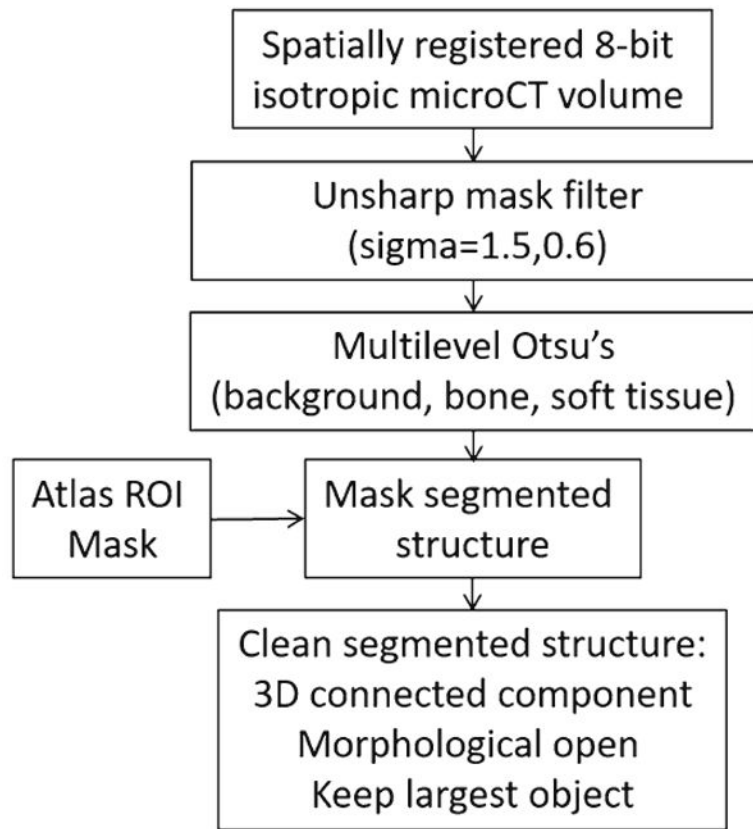 Spatially registered 8-bit
isotropic microCT volume
Unsharp mask filter
(sigma=1.5,0.6)
Multilevel Otsu's
(background, bone, soft tissue)
Atlas ROI
Mask
Mask segmented
structure
Clean segmented structure:
3D connected component
Morphological open
Keep largest object